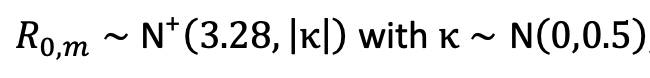 R₀,ₘ ~ N⁺(3.28, |κ|) with κ ~ N(0,0.5)